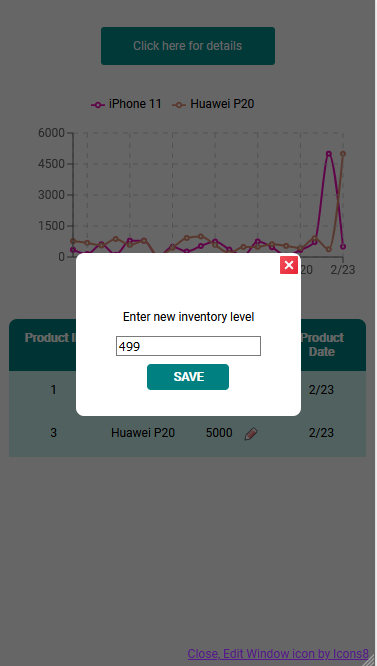 Click here for details
iPhone 11 Huawei P20
6000
4500
3000
1500
0
20 2/23
Enter new inventory level
499
SAVE
Product Product
Date
1 2/23
3 Huawei P20 5000 2/23
Close, Edit Window icon by Icons8